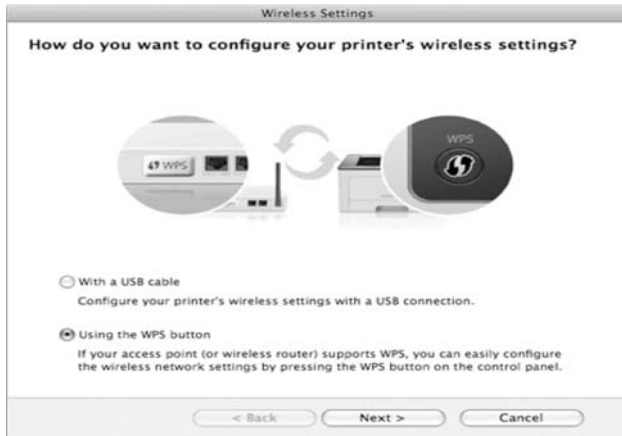 Wireless Settings
How do you want to configure your printer's wireless settings?
WPS
WPS
With a USB cable
Configure your printer's wireless settings with a USB connection.
Using the WPS button
If your access point (or wireless router) supports WPS, you can easily configure
the wireless network settings by pressing the WPS button on the control panel.
< Back
Next >
Cancel